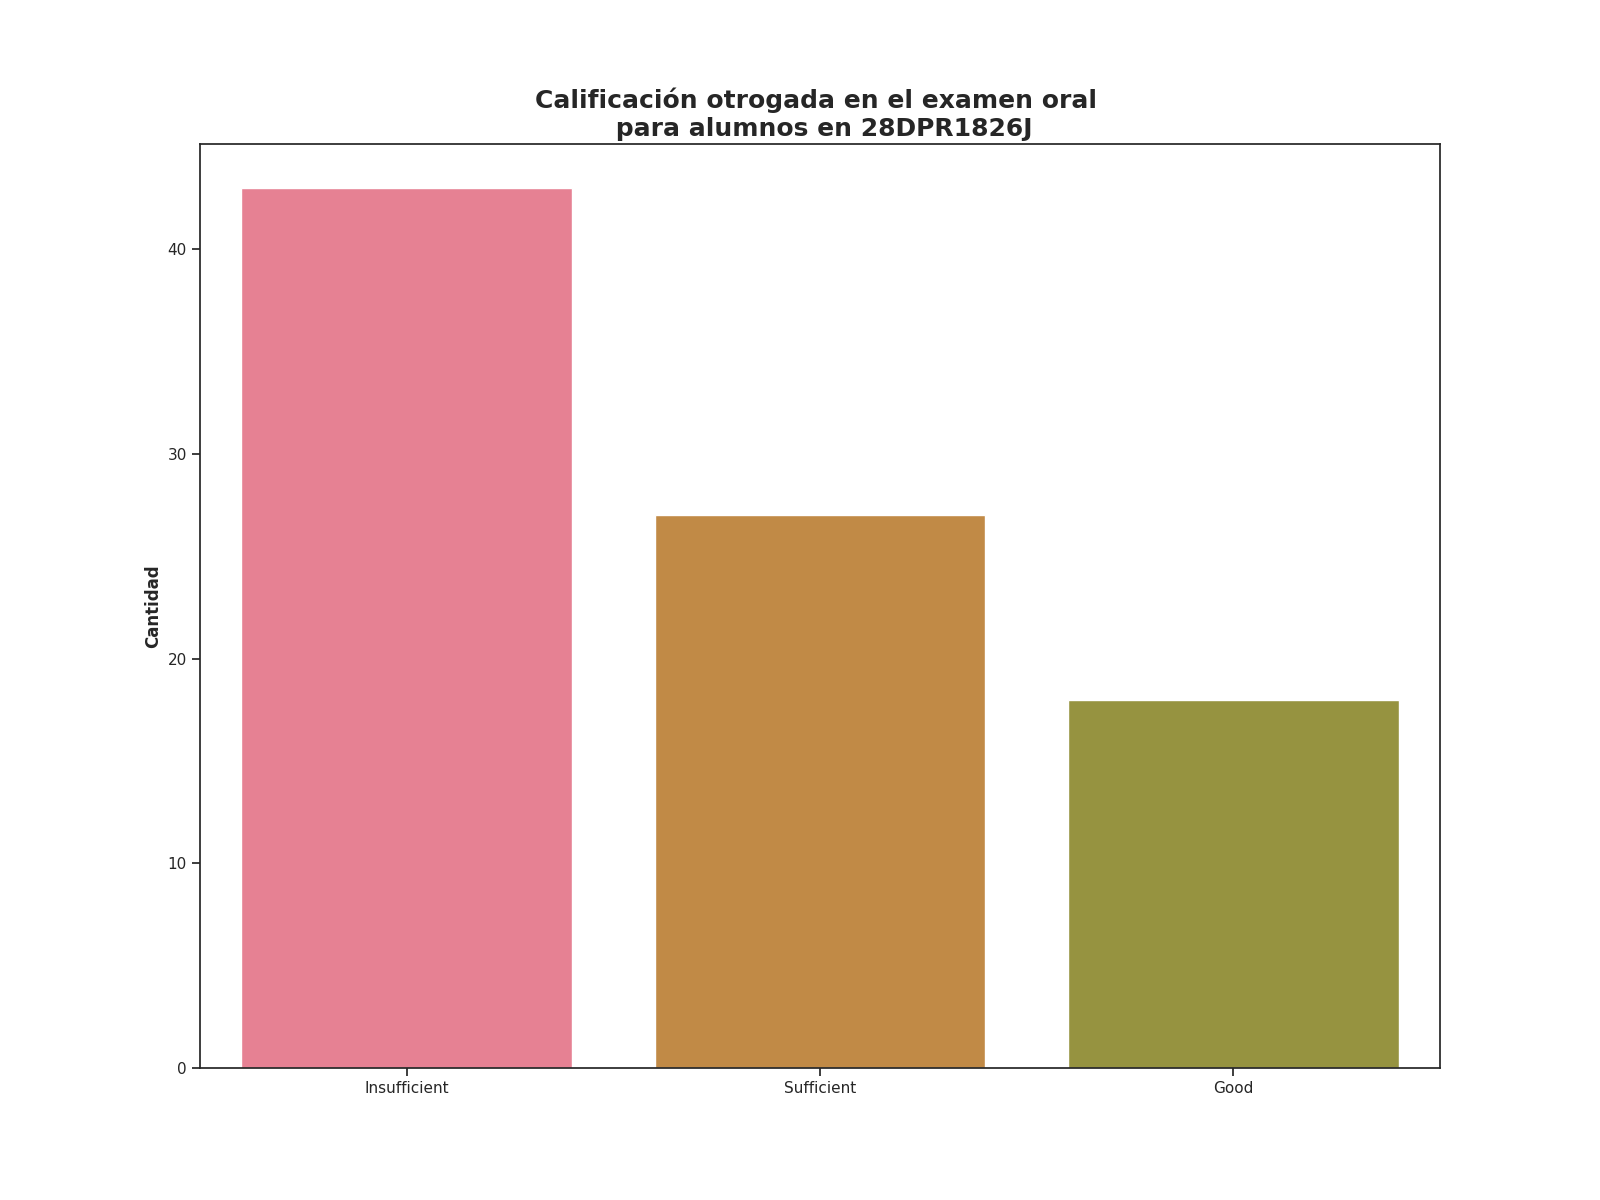 Calificación otrogada en el examen oral
para alumnos en 28DPR1826J
Cantidad
40
30
20
10
0
Insufficient
Sufficient
Good